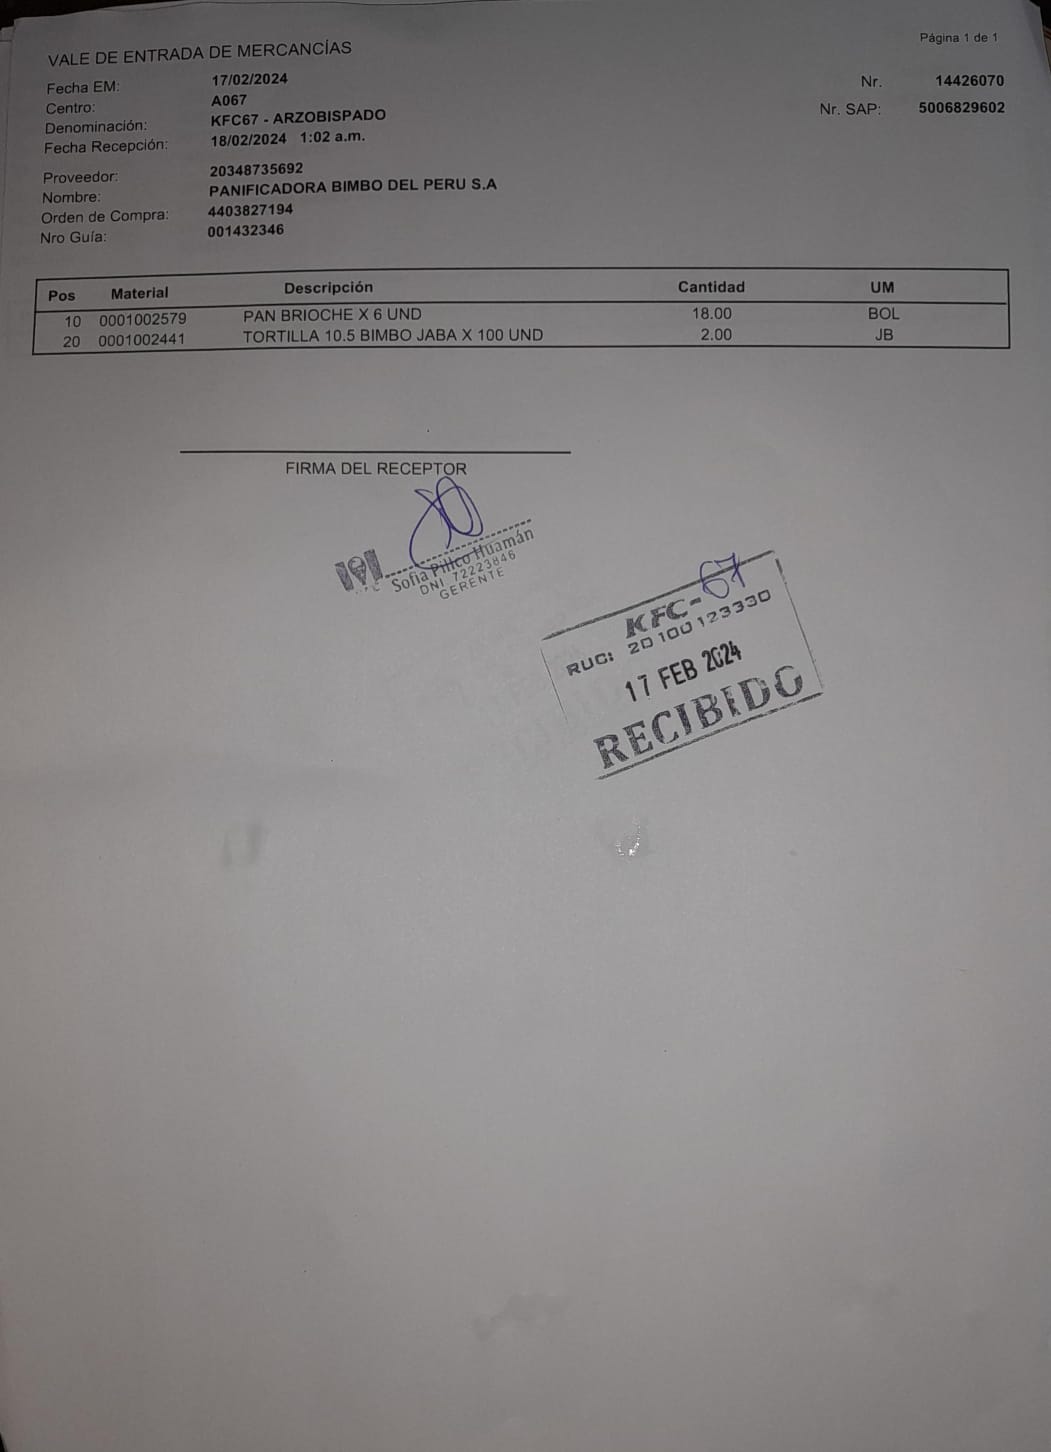 Página 1 de 1
VALE DE ENTRADA DE MERCANCÍAS
Fecha EM: 17/02/2024 Nr. 14426070
Centro: A067 Nr. SAP: 5006829602
Denominación: KFC67 - ARZOBISPADO
Fecha Recepción: 18/02/2024 1:02 a.m.
Proveedor: 20348735692
Nombre: PANIFICADORA BIMBO DEL PERU S.A
Orden de Compra: 4403827194
Nro Guía: 001432346
Pos Material Descripción Cantidad UM
10 0001002579 PAN BRIOCHE X 6 UND 18.00 BOL
20 0001002441 TORTILLA 10.5 BIMBO JABA X 100 UND 2.00 JB
FIRMA DEL RECEPTOR
Sofia Pillco Huamán
DNI 72223846
GERENTE
KFC-67
RUC: 20100123330
17 FEB 2024
RECIBIDO